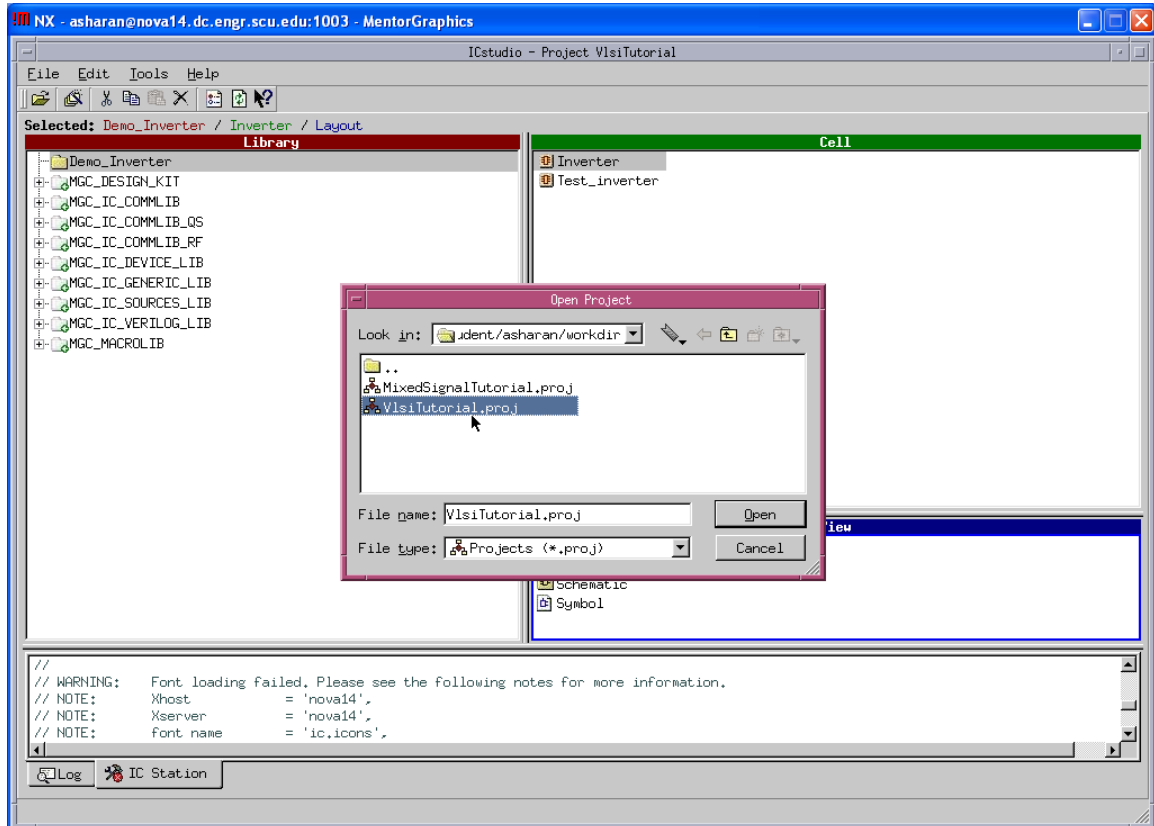 NX - asharan@nova14.dc.engr.scu.edu:1003 - MentorGraphics
ICstudio - Project VlsiTutorial
File Edit Tools Help
Selected: Demo_Inverter / Inverter / Layout
Library
Demo_Inverter
MGC_DESIGN_KIT
MGC_IC_COMMLIB
MGC_IC_COMMLIB_QS
MGC_IC_COMMLIB_RF
MGC_IC_DEVICE_LIB
MGC_IC_GENERIC_LIB
MGC_IC_SOURCES_LIB
MGC_IC_VERILOG_LIB
MGC_MACROLIB
Cell
Inverter
Test_inverter
Open Project
Look in: udent/asharan/workdir
..
MixedSignalTutorial.proj
VlsiTutorial.proj
File name: VlsiTutorial.proj Open
File type: Projects (*.proj) Cancel
iew
Schematic
Symbol
//
// WARNING: Font loading failed. Please see the following notes for more information.
// NOTE: Xhost = 'nova14',
// NOTE: Xserver = 'nova14',
// NOTE: font name = 'ic.icons',
Log IC Station